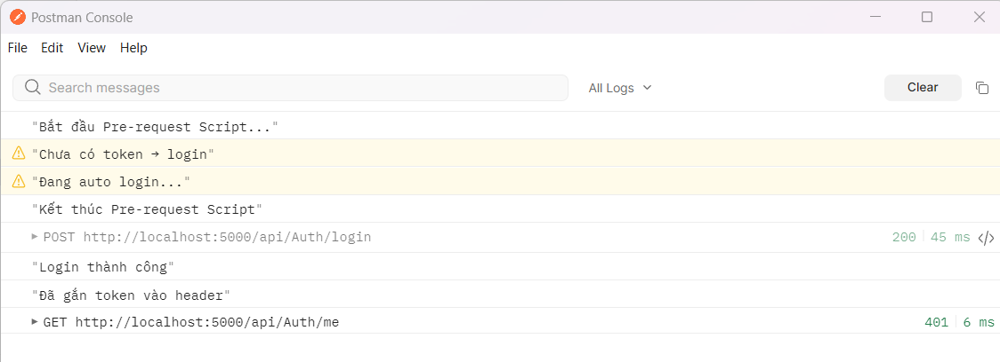 Postman Console
File Edit View Help
Search messages All Logs Clear
"Bắt đầu Pre-request Script..."
"Chưa có token → login"
"Đang auto login..."
"Kết thúc Pre-request Script"
POST http://localhost:5000/api/Auth/login 200 45 ms
"Login thành công"
"Đã gắn token vào header"
GET http://localhost:5000/api/Auth/me 401 6 ms